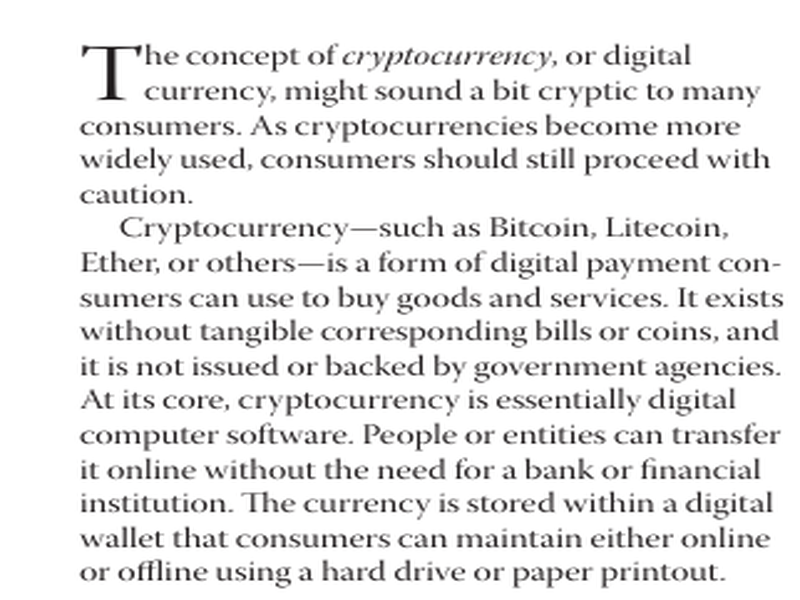 The concept of cryptocurrency, or digital
currency, might sound a bit cryptic to many
consumers. As cryptocurrencies become more
widely used, consumers should still proceed with
caution.
Cryptocurrency—such as Bitcoin, Litecoin,
Ether, or others—is a form of digital payment con-
sumers can use to buy goods and services. It exists
without tangible corresponding bills or coins, and
it is not issued or backed by government agencies.
At its core, cryptocurrency is essentially digital
computer software. People or entities can transfer
it online without the need for a bank or financial
institution. The currency is stored within a digital
wallet that consumers can maintain either online
or offline using a hard drive or paper printout.